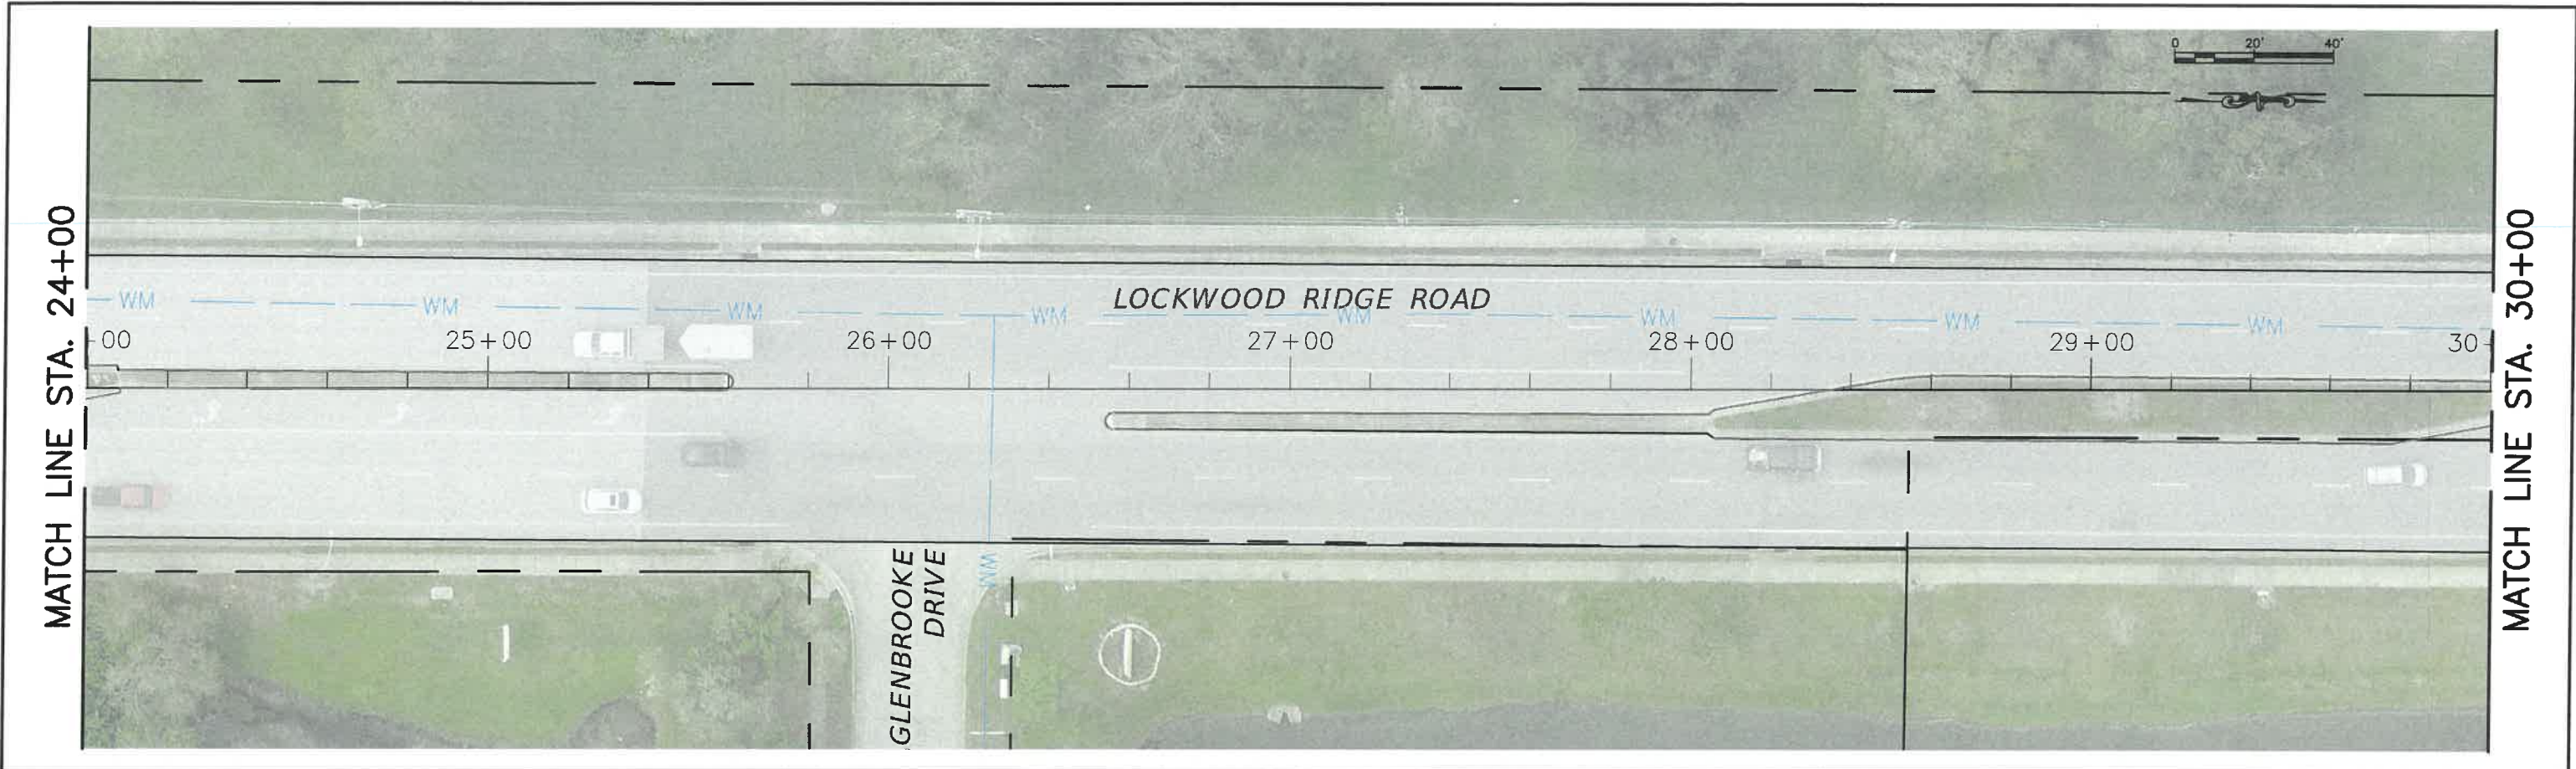 0 20' 40'
MATCH LINE STA. 24+00
MATCH LINE STA. 30+00
LOCKWOOD RIDGE ROAD
WM WM WM WM WM WM WM WM
00 25+00 26+00 27+00 28+00 29+00 30
WM
GLENBROOKE
DRIVE